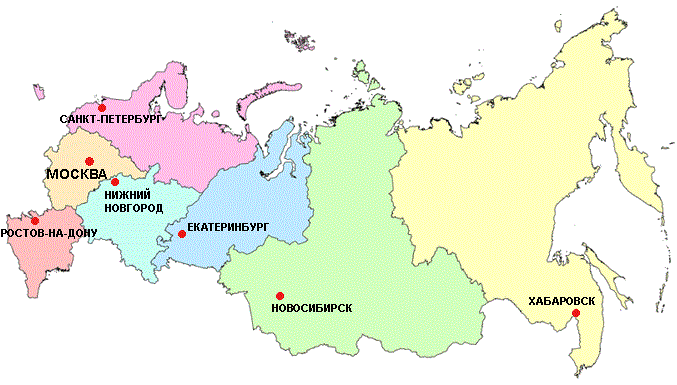 САНКТ-ПЕТЕРБУРГ
МОСКВА
НИЖНИЙ
НОВГОРОД
РОСТОВ-НА-ДОНУ
ЕКАТЕРИНБУРГ
НОВОСИБИРСК
ХАБАРОВСК